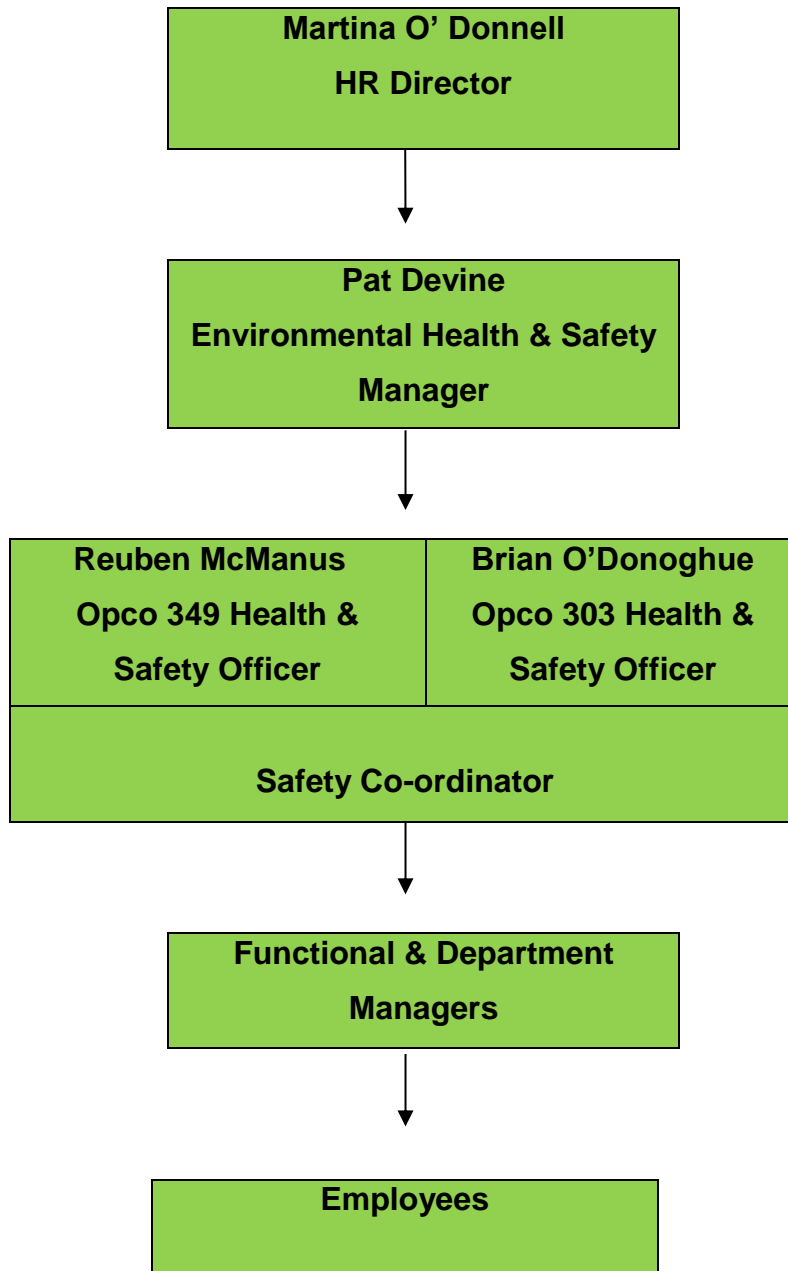 Martina O’ Donnell
HR Director
Pat Devine
Environmental Health & Safety
Manager
Reuben McManus
Opco 349 Health &
Safety Officer
Brian O’Donoghue
Opco 303 Health &
Safety Officer
Safety Co-ordinator
Functional & Department
Managers
Employees